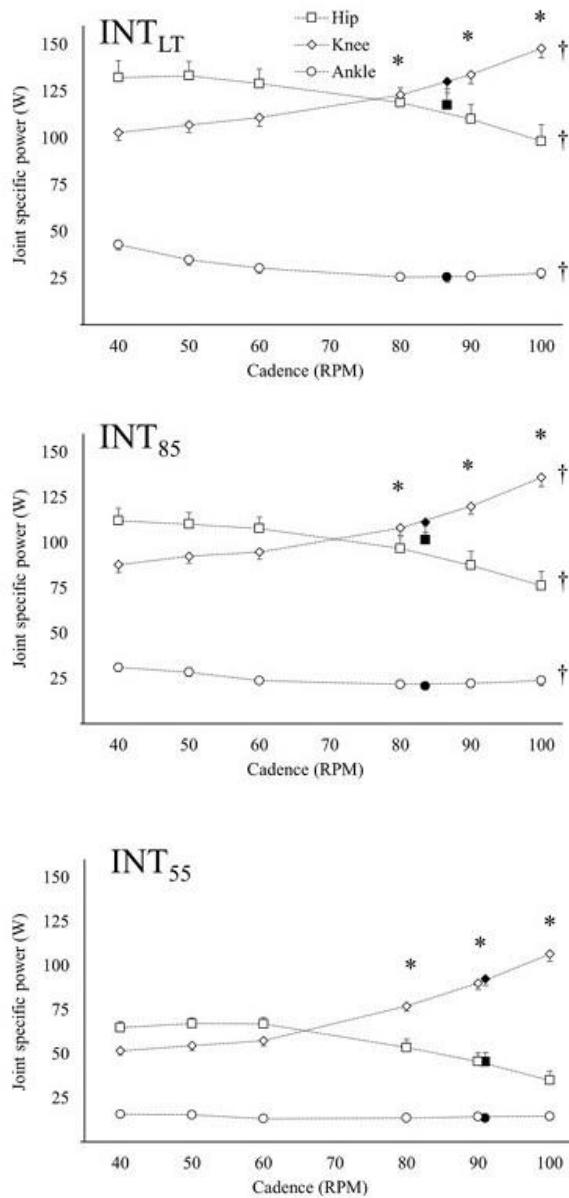 INT_LT
Hip
Knee
Ankle
* * *
150
125
100
75
50
25
† † †
Joint specific power (W)
40 50 60 70 80 90 100
Cadence (RPM)
INT_85
* * *
150
125
100
75
50
25
† † †
Joint specific power (W)
40 50 60 70 80 90 100
Cadence (RPM)
INT_55
* * *
150
125
100
75
50
25
Joint specific power (W)
40 50 60 70 80 90 100
Cadence (RPM)